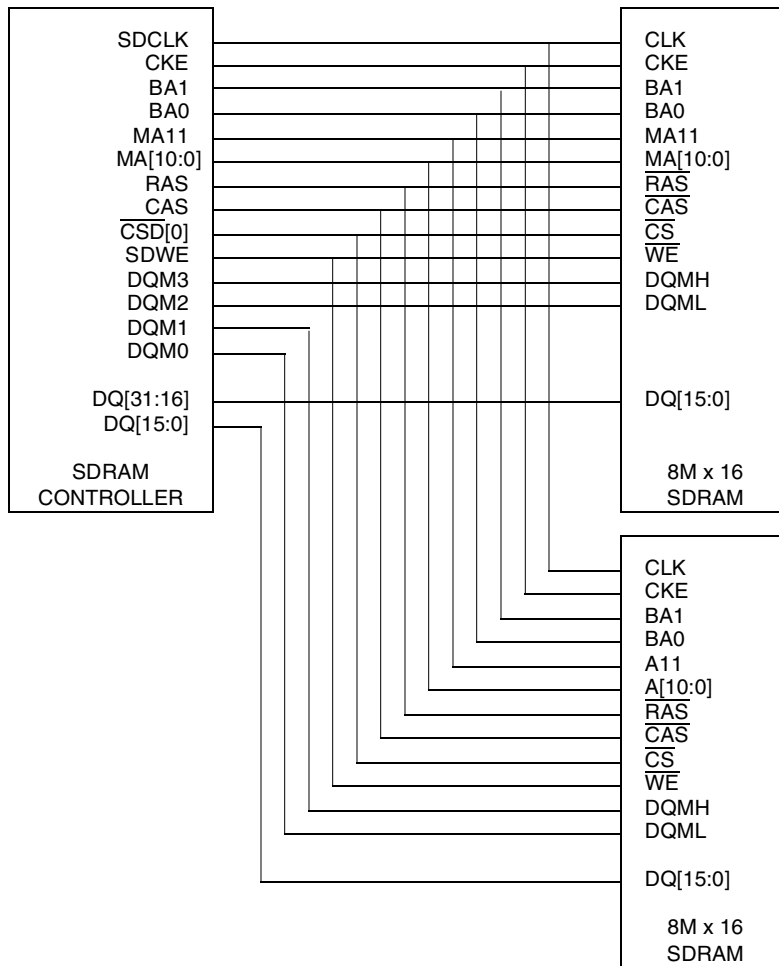 SDCLK
CKE
BA1
BA0
MA11
MA[10:0]
RAS
CAS
CSD[0]
SDWE
DQM3
DQM2
DQM1
DQM0
DQ[31:16]
DQ[15:0]
SDRAM
CONTROLLER
CLK
CKE
BA1
BA0
MA11
MA[10:0]
RAS
CAS
CS
WE
DQMH
DQML
DQ[15:0]
8M x 16
SDRAM
CLK
CKE
BA1
BA0
A11
A[10:0]
RAS
CAS
CS
WE
DQMH
DQML
DQ[15:0]
8M x 16
SDRAM